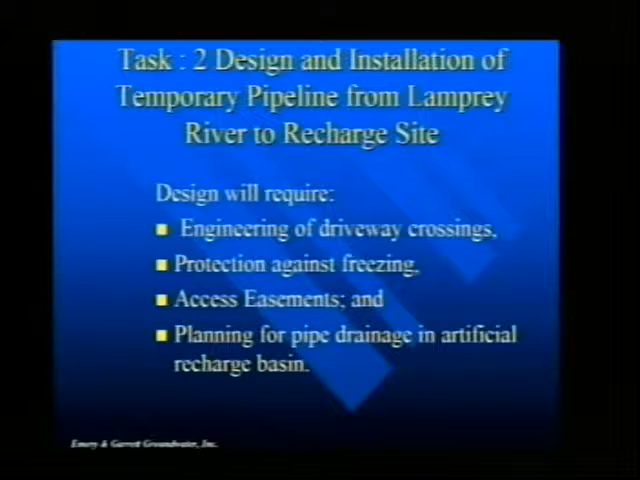 Task : 2 Design and Installation of
Temporary Pipeline from Lamprey
River to Recharge Site
Design will require:
■ Engineering of driveway crossings,
■ Protection against freezing,
■ Access Easements; and
■ Planning for pipe drainage in artificial
recharge basin.
Emery & Garrett Groundwater, Inc.